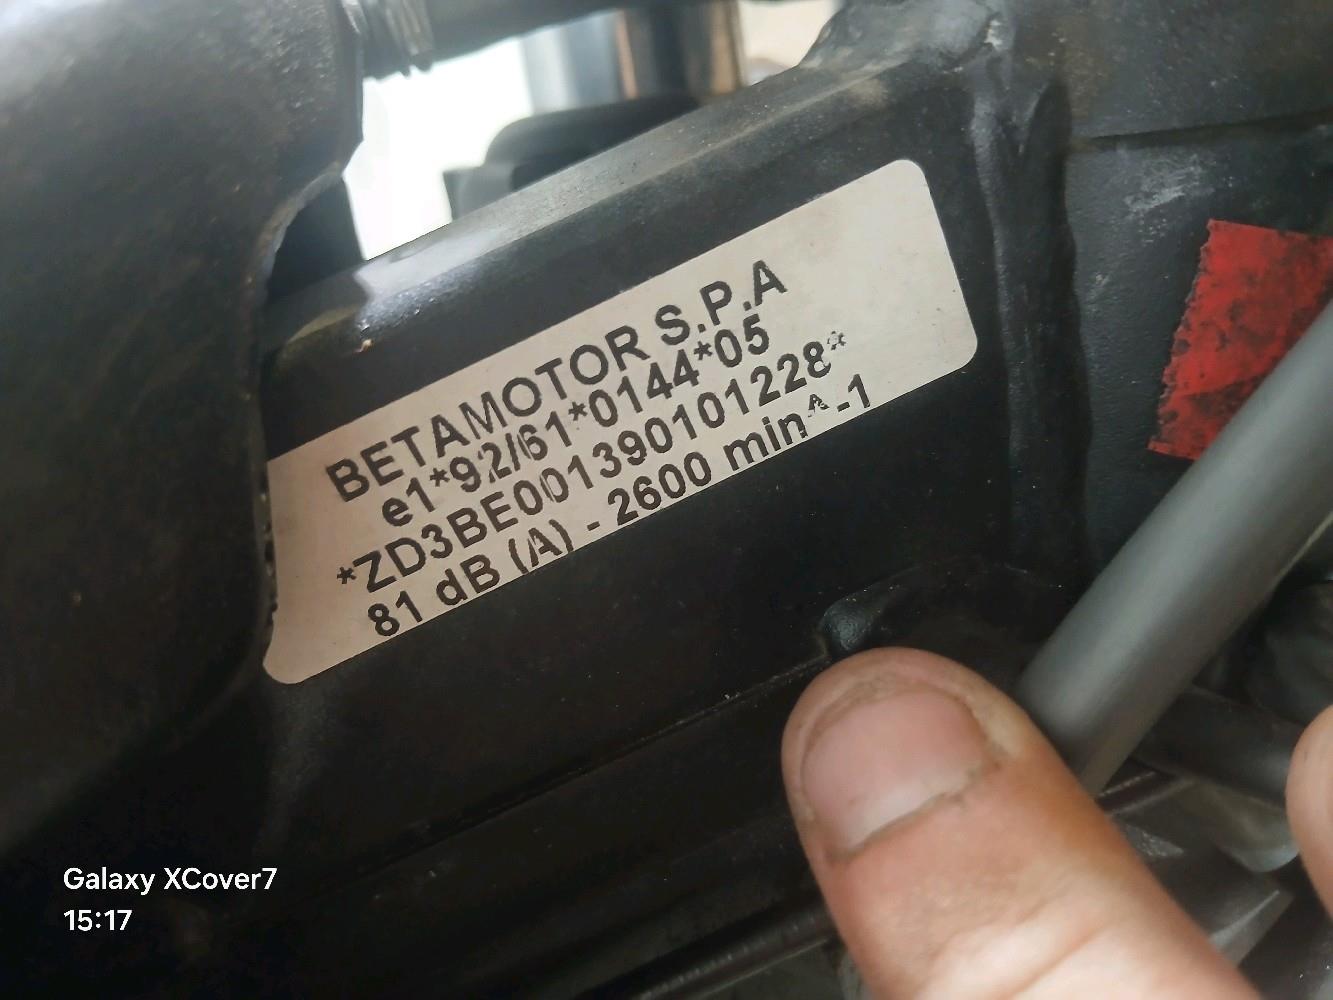 BETAMOTOR S.P.A
e1*92/61*0144*05
*ZD3BE001390101228*
81 dB (A) - 2600 min^-1
Galaxy XCover7
15:17